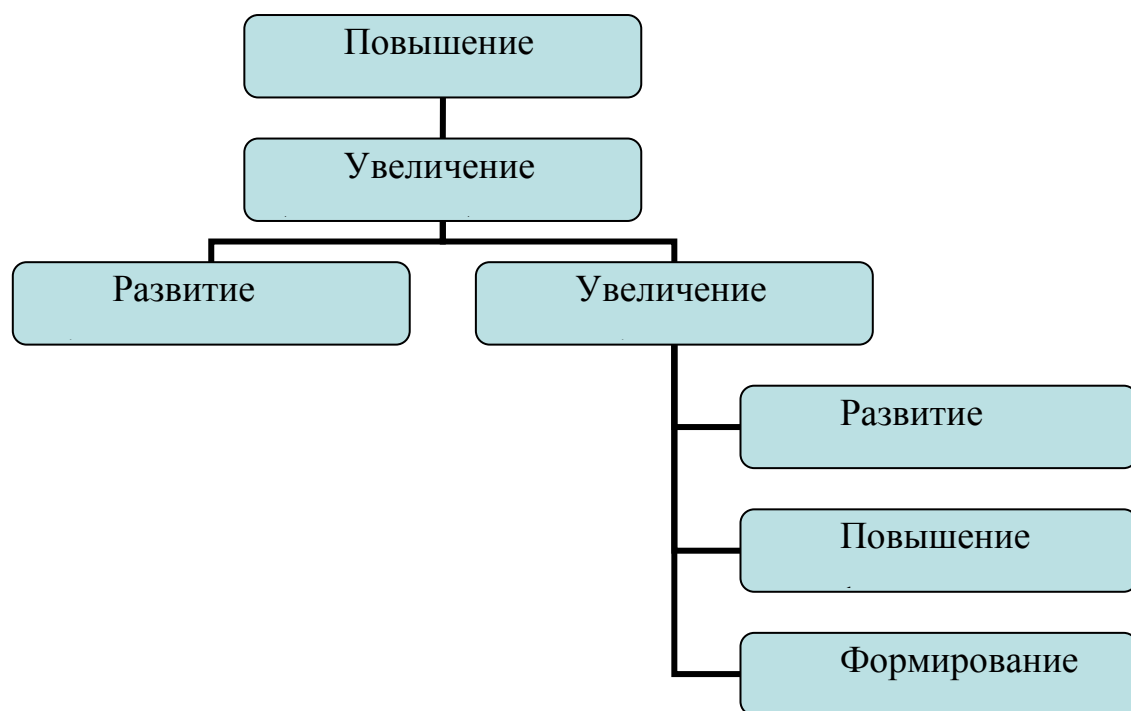 Повышение
Увеличение
Развитие
Увеличение
Развитие
Повышение
Формирование